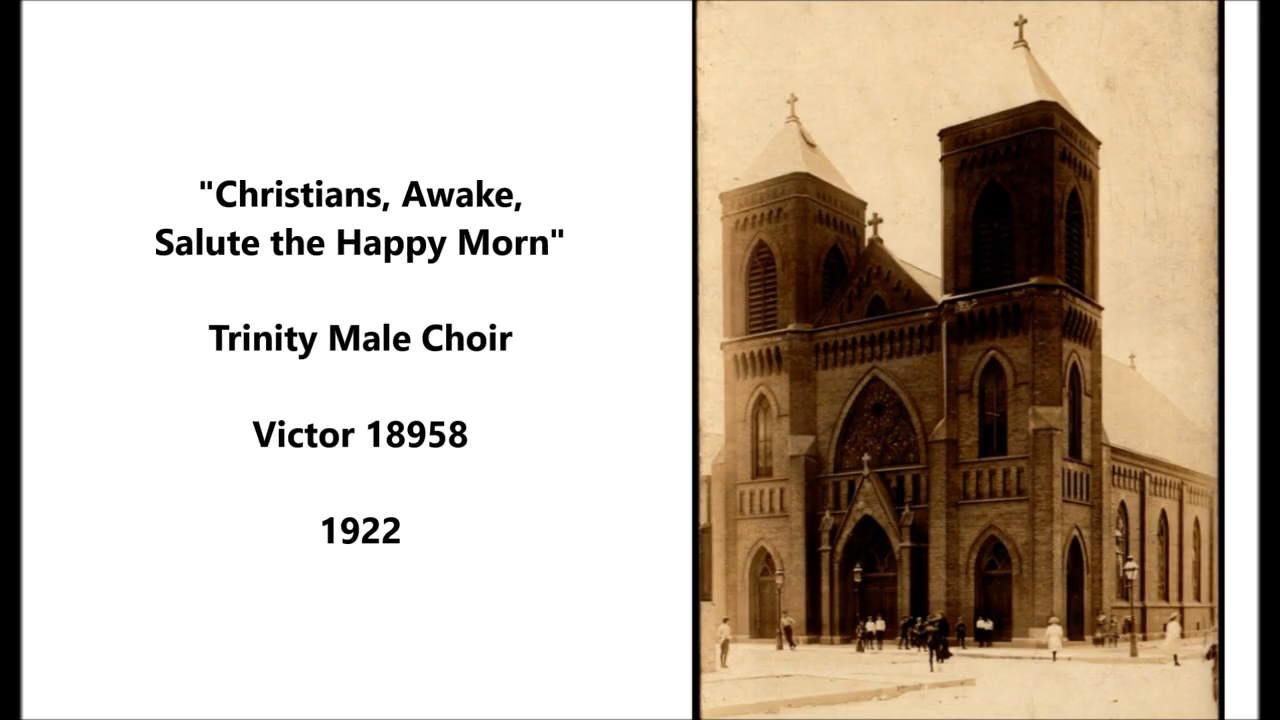 "Christians, Awake,
Salute the Happy Morn"
Trinity Male Choir
Victor 18958
1922